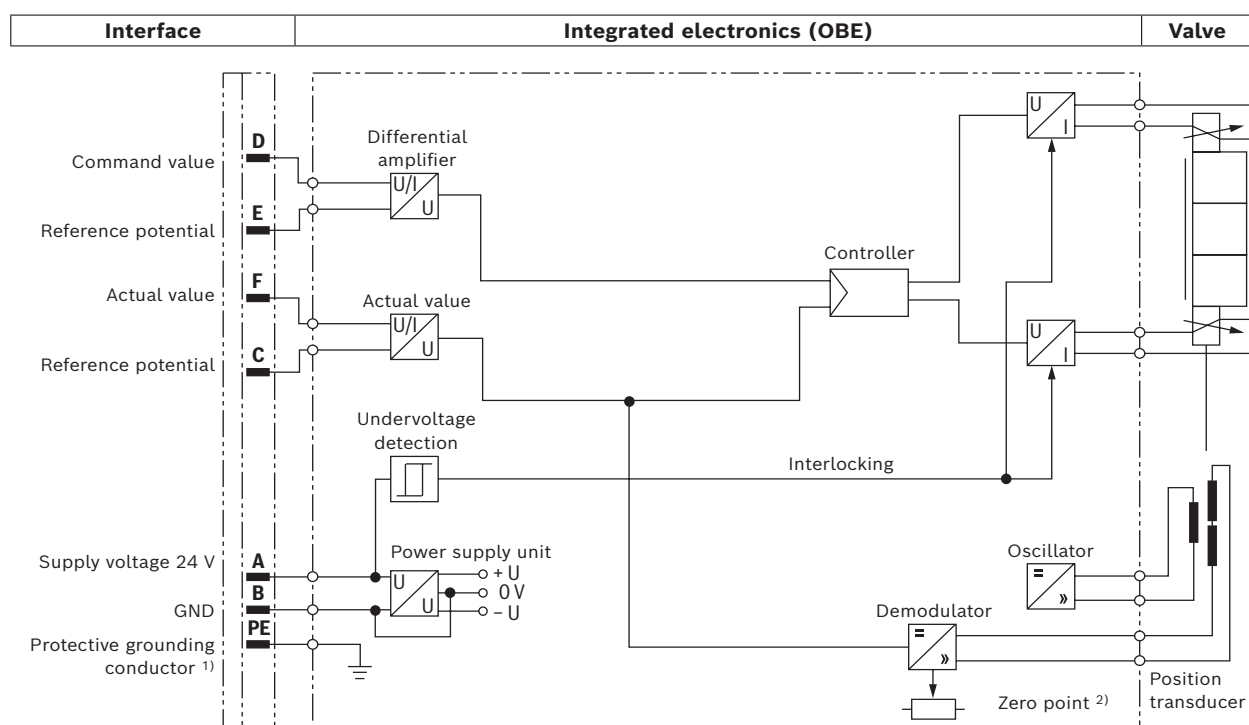 Interface
Integrated electronics (OBE)
Valve
Command value
D
Differential
amplifier
U/I
U
Reference potential
E
Actual value
F
Actual value
U/I
U
Reference potential
C
Controller
U
I
U
I
Undervoltage
detection
Interlocking
Supply voltage 24 V
A
Power supply unit
U
U
+ U
0 V
– U
GND
B
Protective grounding
conductor 1)
PE
Oscillator
=
»
Demodulator
=
»
Zero point 2)
Position
transducer